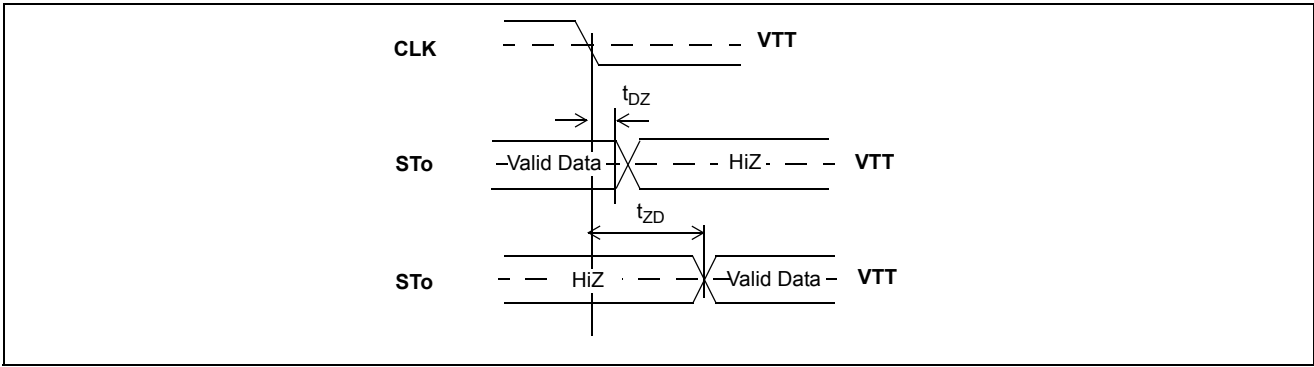 CLK VTT
tDZ
STo Valid Data HiZ VTT
tZD
STo HiZ Valid Data VTT